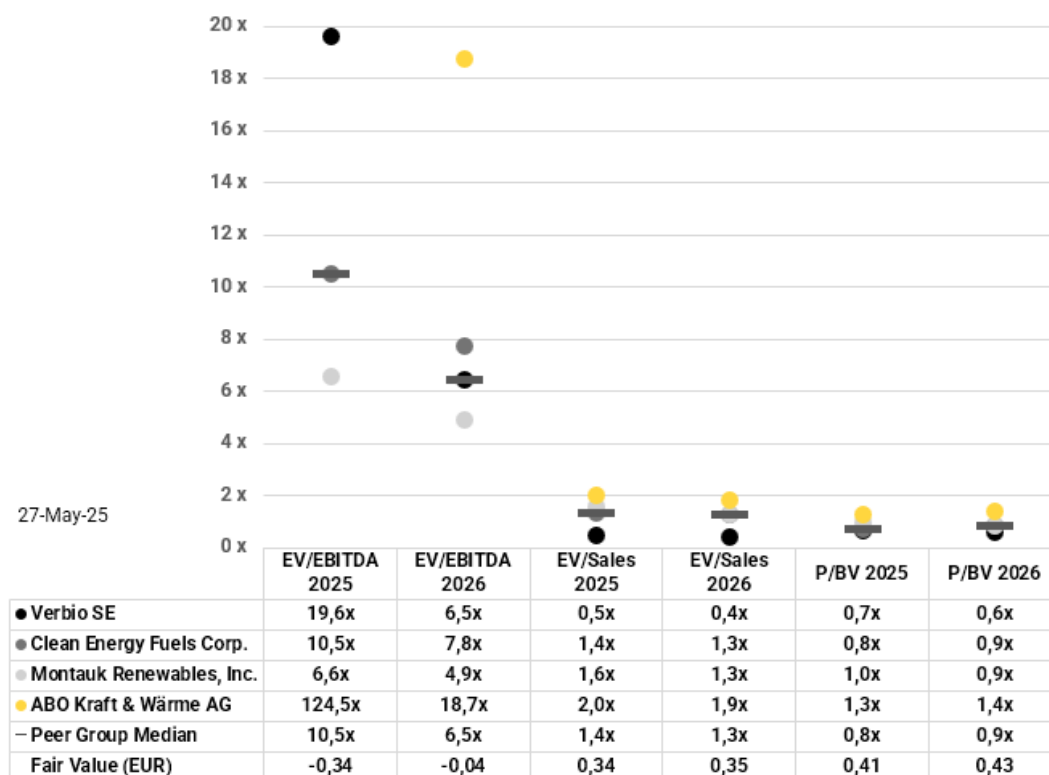 20 x
18 x
16 x
14 x
12 x
10 x
8 x
6 x
4 x
2 x
27-May-25
0 x
EV/EBITDA 2025 EV/EBITDA 2026 EV/Sales 2025 EV/Sales 2026 P/BV 2025 P/BV 2026
Verbio SE 19,6x 6,5x 0,5x 0,4x 0,7x 0,6x
Clean Energy Fuels Corp. 10,5x 7,8x 1,4x 1,3x 0,8x 0,9x
Montauk Renewables, Inc. 6,6x 4,9x 1,6x 1,3x 1,0x 0,9x
ABO Kraft & Wärme AG 124,5x 18,7x 2,0x 1,9x 1,3x 1,4x
Peer Group Median 10,5x 6,5x 1,4x 1,3x 0,8x 0,9x
Fair Value (EUR) -0,34 -0,04 0,34 0,35 0,41 0,43